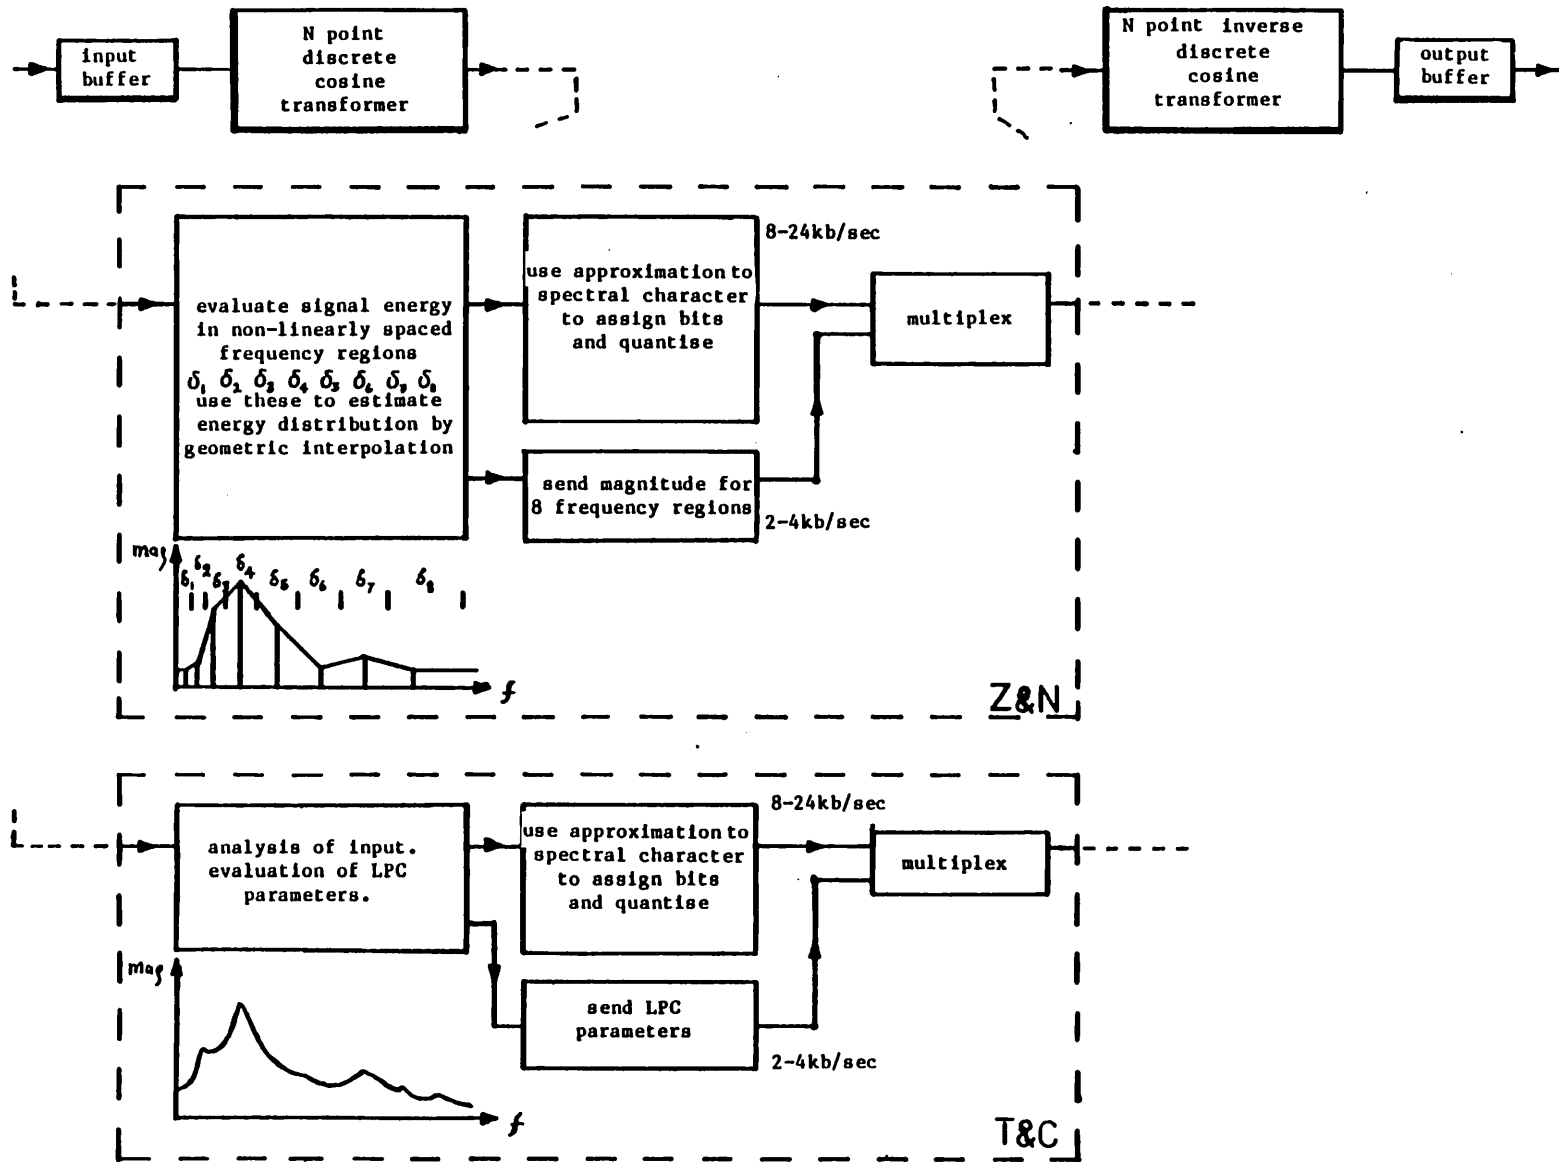 input
buffer
N point
discrete
cosine
transformer
N point inverse
discrete
cosine
transformer
output
buffer
evaluate signal energy
in non-linearly spaced
frequency regions
δ₁ δ₂ δ₃ δ₄ δ₅ δ₆ δ₇ δ₈
use these to estimate
energy distribution by
geometric interpolation
use approximation to
spectral character
to assign bits
and quantise
8-24kb/sec
multiplex
send magnitude for
8 frequency regions
2-4kb/sec
mag
δ₁ δ₂ δ₃ δ₄ δ₅ δ₆ δ₇ δ₈
f
Z&N
analysis of input.
evaluation of LPC
parameters.
use approximation to
spectral character
to assign bits
and quantise
8-24kb/sec
multiplex
send LPC
parameters
2-4kb/sec
mag
f
T&C